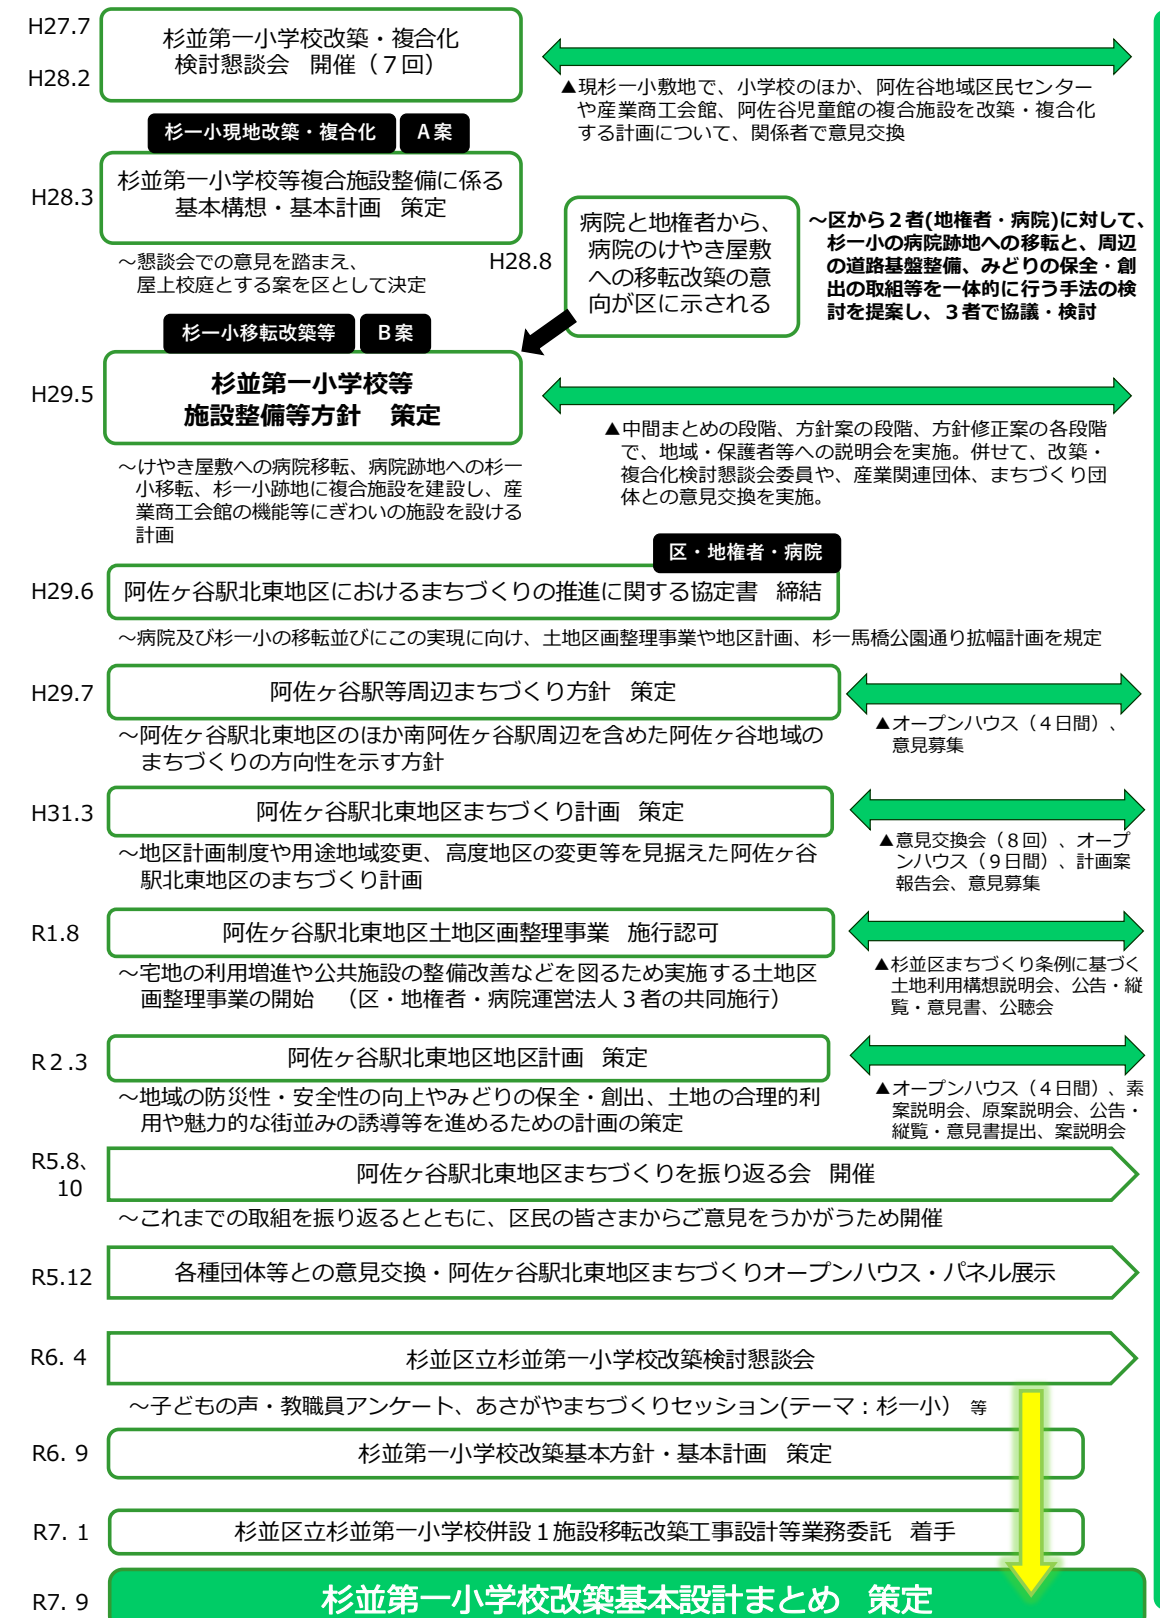 H27.7
H28.2
杉並第一小学校改築・複合化
検討懇談会　開催（７回）
▲現杉一小敷地で、小学校のほか、阿佐谷地域区民センター
や産業商工会館、阿佐谷児童館の複合施設を改築・複合化
する計画について、関係者で意見交換
杉一小現地改築・複合化
Ａ案
H28.3
杉並第一小学校等複合施設整備に係る
基本構想・基本計画　策定
～懇談会での意見を踏まえ、
屋上校庭とする案を区として決定
H28.8
病院と地権者から、
病院のけやき屋敷
への移転改築の意
向が区に示される
～区から２者(地権者・病院)に対して、
杉一小の病院跡地への移転と、周辺
の道路基盤整備、みどりの保全・創
出の取組等を一体的に行う手法の検
討を提案し、３者で協議・検討
杉一小移転改築等
Ｂ案
H29.5
杉並第一小学校等
施設整備等方針　策定
▲中間まとめの段階、方針案の段階、方針修正案の各段階
で、地域・保護者等への説明会を実施。併せて、改築・
複合化検討懇談会委員や、産業関連団体、まちづくり団
体との意見交換を実施。
～けやき屋敷への病院移転、病院跡地への杉一
小移転、杉一小跡地に複合施設を建設し、産
業商工会館の機能等にぎわいの施設を設ける
計画
区・地権者・病院
H29.6
阿佐ヶ谷駅北東地区におけるまちづくりの推進に関する協定書　締結
～病院及び杉一小の移転並びにこの実現に向け、土地区画整理事業や地区計画、杉一馬橋公園通り拡幅計画を規定
H29.7
阿佐ヶ谷駅等周辺まちづくり方針　策定
～阿佐ヶ谷駅北東地区のほか南阿佐ヶ谷駅周辺を含めた阿佐ヶ谷地域の
まちづくりの方向性を示す方針
▲オープンハウス（４日間）、
意見募集
H31.3
阿佐ヶ谷駅北東地区まちづくり計画　策定
～地区計画制度や用途地域変更、高度地区の変更等を見据えた阿佐ヶ谷
駅北東地区のまちづくり計画
▲意見交換会（８回）、オープ
ンハウス（９日間）、計画案
報告会、意見募集
R1.8
阿佐ヶ谷駅北東地区土地区画整理事業　施行認可
～宅地の利用増進や公共施設の整備改善などを図るため実施する土地区
画整理事業の開始　（区・地権者・病院運営法人３者の共同施行）
▲杉並区まちづくり条例に基づく
土地利用構想説明会、公告・縦
覧・意見書、公聴会
R２.3
阿佐ヶ谷駅北東地区地区計画　策定
～地域の防災性・安全性の向上やみどりの保全・創出、土地の合理的利
用や魅力的な街並みの誘導等を進めるための計画の策定
▲オープンハウス（４日間）、素
案説明会、原案説明会、公告・
縦覧・意見書提出、案説明会
R5.8、
10
阿佐ヶ谷駅北東地区まちづくりを振り返る会　開催
～これまでの取組を振り返るとともに、区民の皆さまからご意見をうかがうため開催
R5.12
各種団体等との意見交換・阿佐ヶ谷駅北東地区まちづくりオープンハウス・パネル展示
R6. 4
杉並区立杉並第一小学校改築検討懇談会
～子どもの声・教職員アンケート、あさがやまちづくりセッション(テーマ：杉一小） 等
R6. 9
杉並第一小学校改築基本方針・基本計画　策定
R7. 1
杉並区立杉並第一小学校併設１施設移転改築工事設計等業務委託　着手
R7. 9
杉並第一小学校改築基本設計まとめ　策定